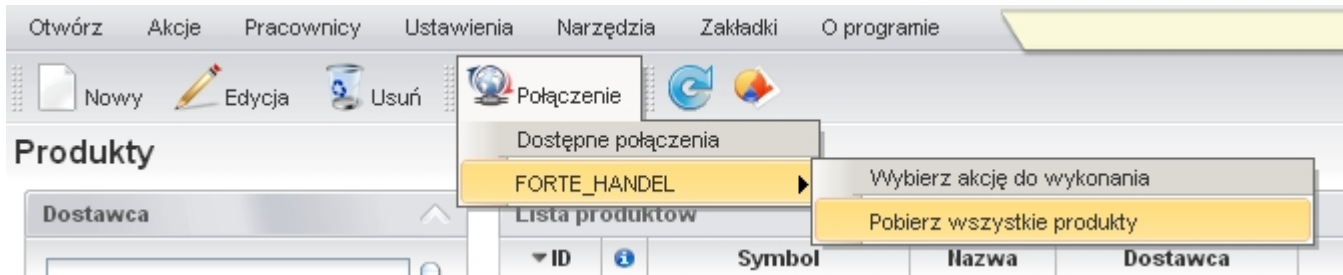 Otwórz Akcje Pracownicy Ustawienia Narzędzia Zakładki O programie
Nowy Edycja Usuń Połączenie
Dostępne połączenia
Produkty
FORTE_HANDEL Wybierz akcję do wykonania
Dostawca Lista produktów Pobierz wszystkie produkty
ID Symbol Nazwa Dostawca